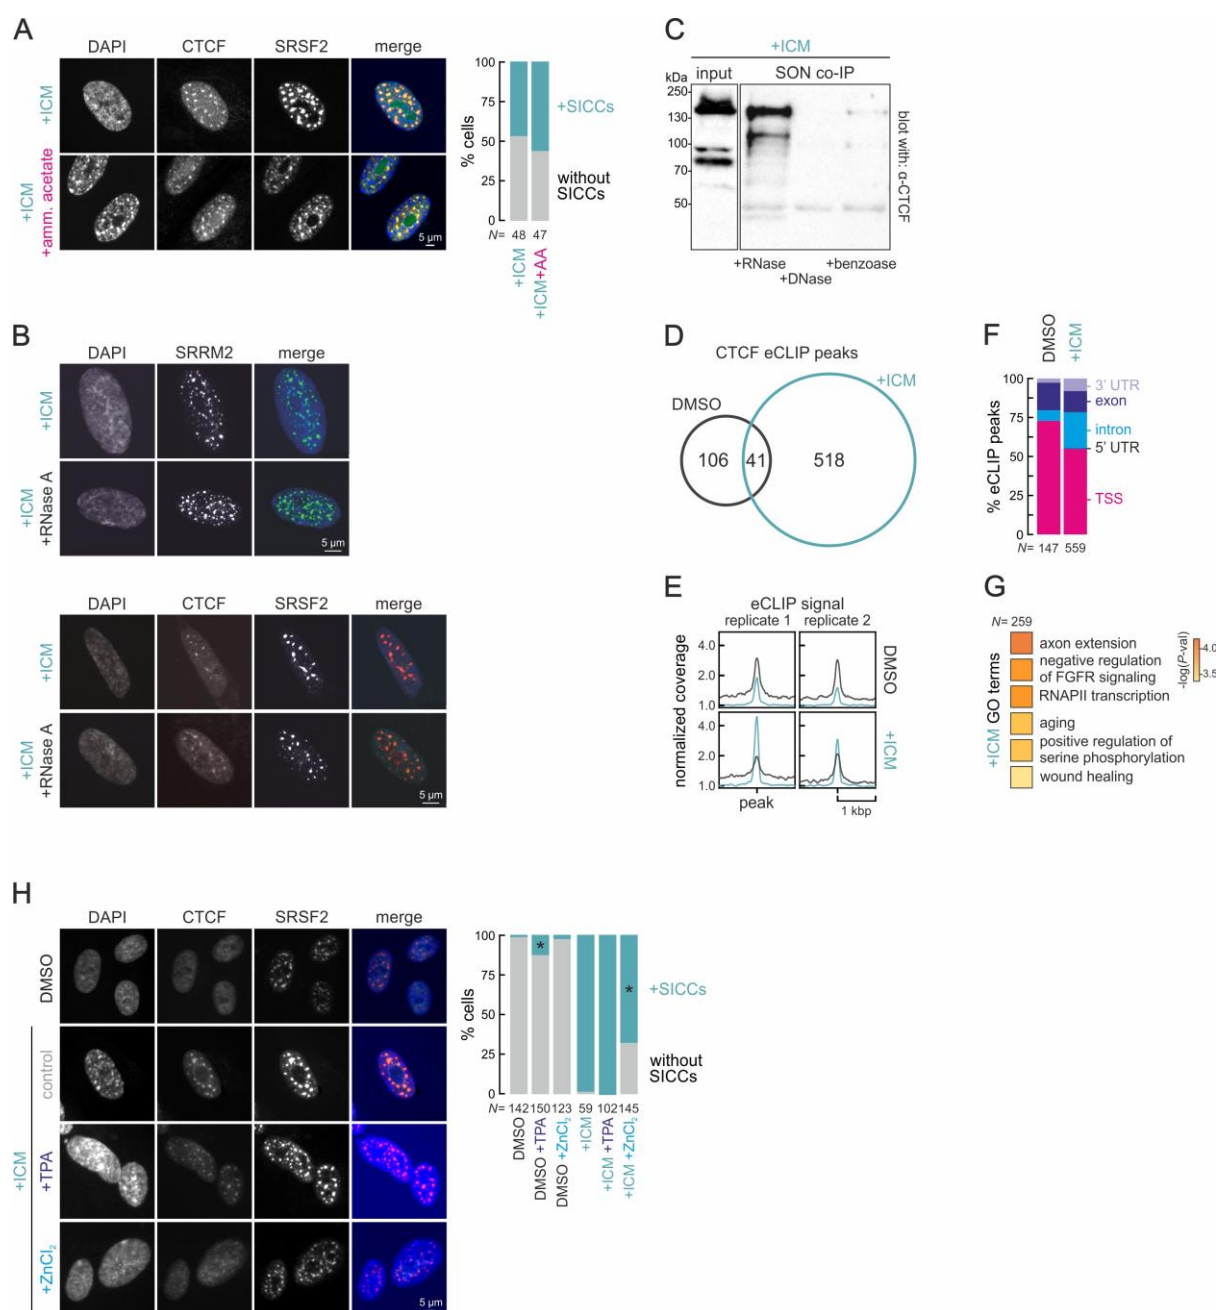 A
DAPI CTCF SRSF2 merge
+ICM
+ICM
+amm. acetate
5 µm
% cells
100
75
50
25
0
+SICCs
without
SICCs
N= 48 47
+ICM
+ICM+AA
B
DAPI SRRM2 merge
+ICM
+ICM
+RNase A
5 µm
DAPI CTCF SRSF2 merge
+ICM
+ICM
+RNase A
5 µm
C
+ICM
kDa input SON co-IP
250
130
100
70
50
blot with: α-CTCF
+RNase +benzoase
+DNase
D
CTCF eCLIP peaks
+ICM
DMSO
106 41 518
E
eCLIP signal
replicate 1 replicate 2
normalized coverage
4.0
2.0
1.0
DMSO
4.0
2.0
1.0
+ICM
peak
1 kbp
F
DMSO
+ICM
% eCLIP peaks
100
75
50
25
0
3' UTR
exon
intron
5' UTR
TSS
N= 147 559
G
N= 259
+ICM GO terms
axon extension
negative regulation
of FGFR signaling
RNAPII transcription
aging
positive regulation of
serine phosphorylation
wound healing
-log(P-val)
4.0
3.5
H
DAPI CTCF SRSF2 merge
DMSO
+ICM
control
+TPA
+ZnCl₂
5 µm
% cells
100
75
50
25
0
*
*
+SICCs
without
SICCs
N= 142 150 123 59 102 145
DMSO
DMSO +TPA
DMSO +ZnCl₂
+ICM
+ICM +TPA
+ICM +ZnCl₂